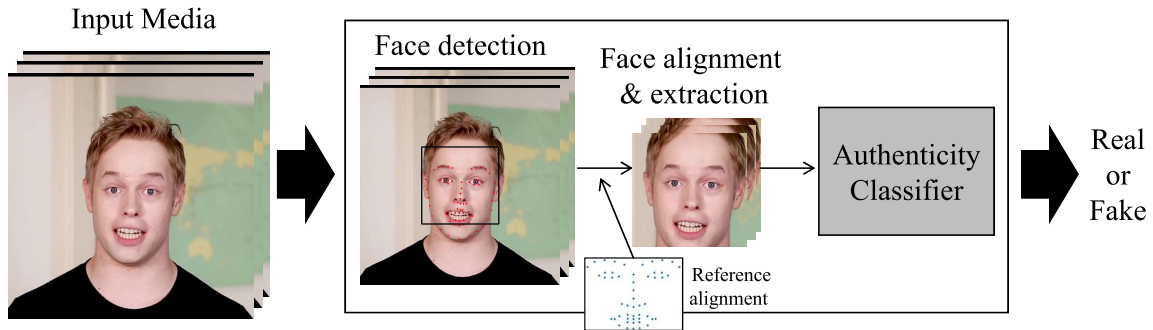 Input Media
Face detection
Face alignment
& extraction
Reference
alignment
Authenticity
Classifier
Real
or
Fake